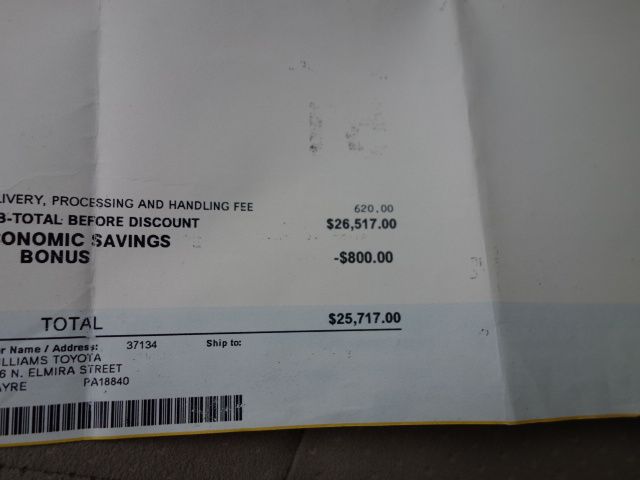 LIVERY, PROCESSING AND HANDLING FEE 620.00
B-TOTAL BEFORE DISCOUNT $26,517.00
ONOMIC SAVINGS
BONUS -$800.00
TOTAL $25,717.00
er Name / Address: 37134 Ship to:
LLIAMS TOYOTA
6 N. ELMIRA STREET
AYRE PA18840